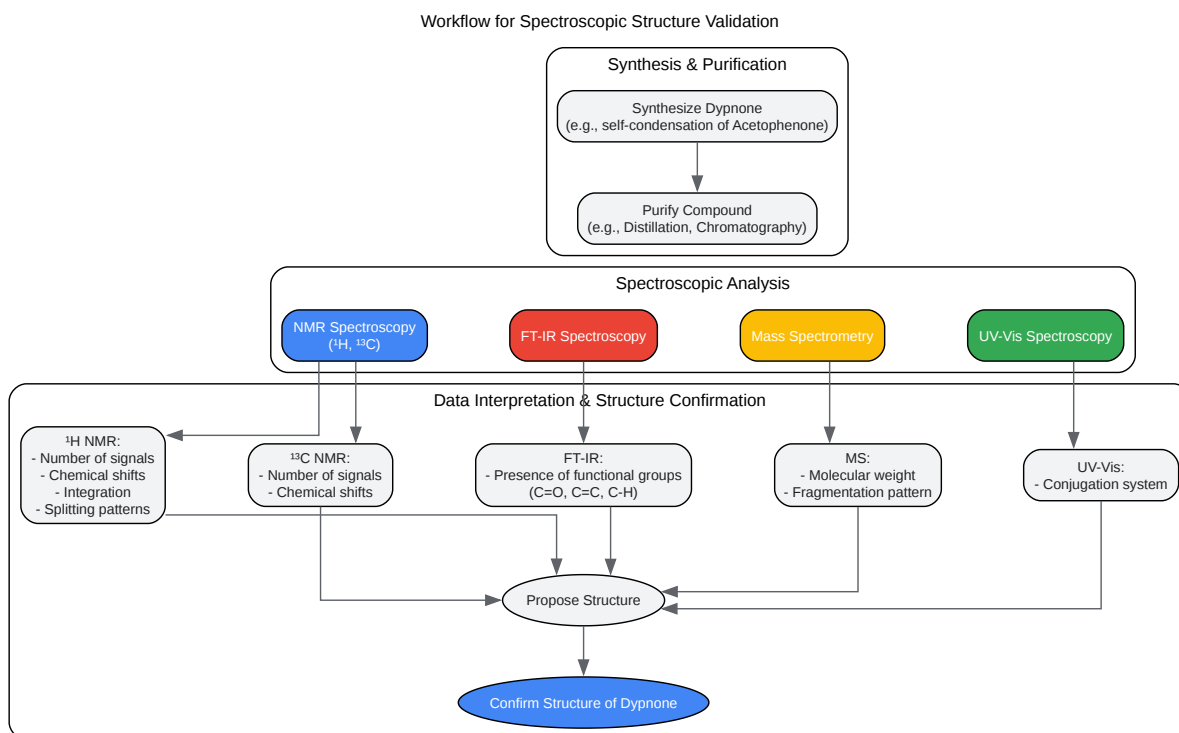 Workflow for Spectroscopic Structure Validation
Synthesis & Purification
Synthesize Dypnone
(e.g., self-condensation of Acetophenone)
Purify Compound
(e.g., Distillation, Chromatography)
Spectroscopic Analysis
NMR Spectroscopy
(¹H, ¹³C)
FT-IR Spectroscopy
Mass Spectrometry
UV-Vis Spectroscopy
Data Interpretation & Structure Confirmation
¹H NMR:
- Number of signals
- Chemical shifts
- Integration
- Splitting patterns
¹³C NMR:
- Number of signals
- Chemical shifts
FT-IR:
- Presence of functional groups
(C=O, C=C, C-H)
MS:
- Molecular weight
- Fragmentation pattern
UV-Vis:
- Conjugation system
Propose Structure
Confirm Structure of Dypnone